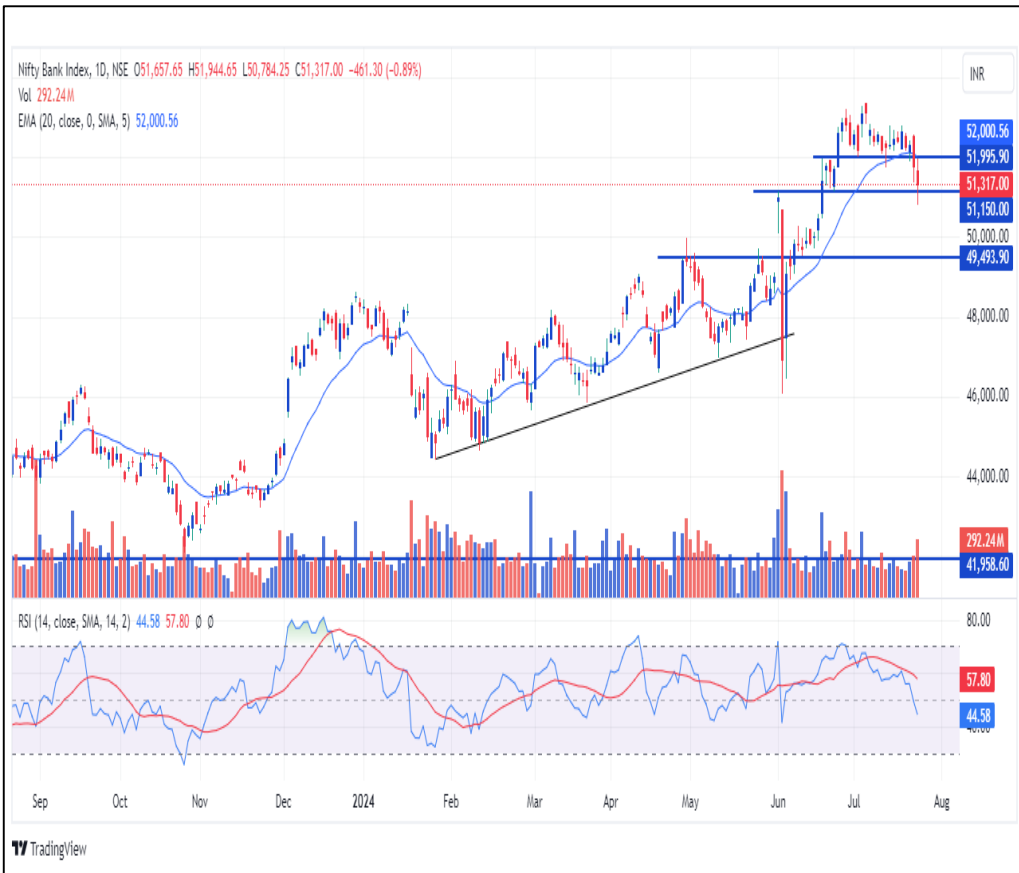 Nifty Bank Index, 1D, NSE O51,657.65 H51,944.65 L50,784.25 C51,317.00 −461.30 (−0.89%)
INR
Vol 292.24M
EMA (20, close, 0, SMA, 5) 52,000.56
52,000.56
51,995.90
51,317.00
51,150.00
50,000.00
49,493.90
48,000.00
46,000.00
44,000.00
292.24M
41,958.60
RSI (14, close, SMA, 14, 2) 44.58 57.80 Ø Ø
80.00
57.80
44.58
40.00
Sep Oct Nov Dec 2024 Feb Mar Apr May Jun Jul Aug
TradingView